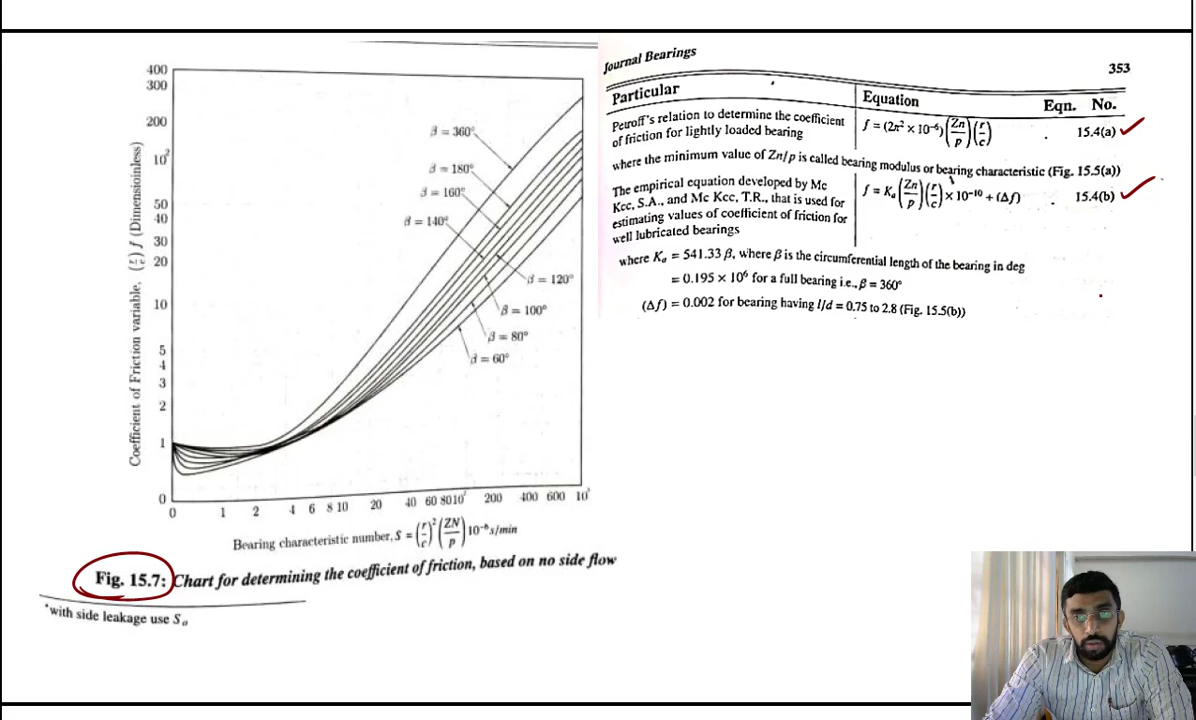 400
300
200
10²
50
40
30
20
10
5
4
3
2
1
0
Coefficient of Friction variable, (r/c) f (Dimensioinless)
β = 360°
β = 180°
β = 160°
β = 140°
β = 120°
β = 100°
β = 80°
β = 60°
0 1 2 4 6 8 10 20 40 60 80 10² 200 400 600 10³
Bearing characteristic number, S = (r/c)² (ZN/p) 10⁻⁶ s/min
Fig. 15.7: Chart for determining the coefficient of friction, based on no side flow
*with side leakage use Sₐ
Journal Bearings 353
Particular Equation Eqn. No.
Petroff's relation to determine the coefficient
of friction for lightly loaded bearing
f = (2π² × 10⁻⁶) (Zn/p) (r/c) 15.4(a)
where the minimum value of Zn/p is called bearing modulus or bearing characteristic (Fig. 15.5(a))
The empirical equation developed by Mc
Kee, S.A., and Mc Kee, T.R., that is used for
estimating values of coefficient of friction for
well lubricated bearings
f = Kₐ (Zn/p) (r/c) × 10⁻¹⁰ + (Δf) 15.4(b)
where Kₐ = 541.33 β, where β is the circumferential length of the bearing in deg
= 0.195 × 10⁶ for a full bearing i.e., β = 360°
(Δf) = 0.002 for bearing having l/d = 0.75 to 2.8 (Fig. 15.5(b))